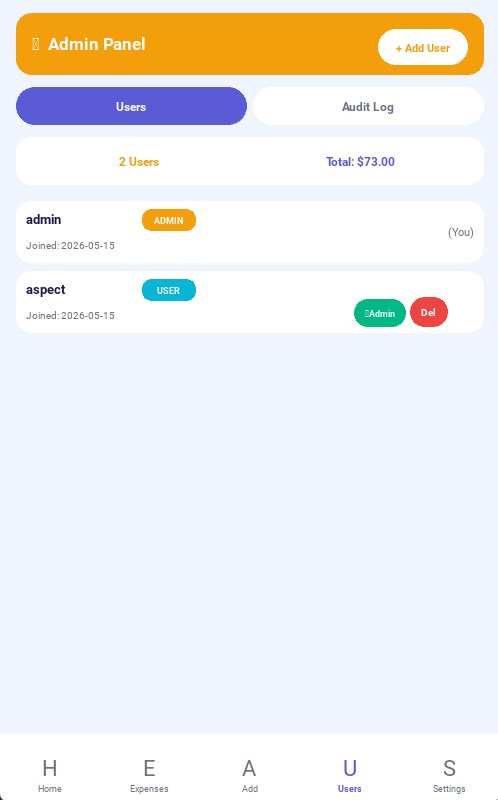 Admin Panel
+ Add User
Users
Audit Log
2 Users
Total: $73.00
admin
ADMIN
Joined: 2026-05-15
(You)
aspect
USER
Joined: 2026-05-15
Admin
Del
H
E
A
U
S
Home
Expenses
Add
Users
Settings